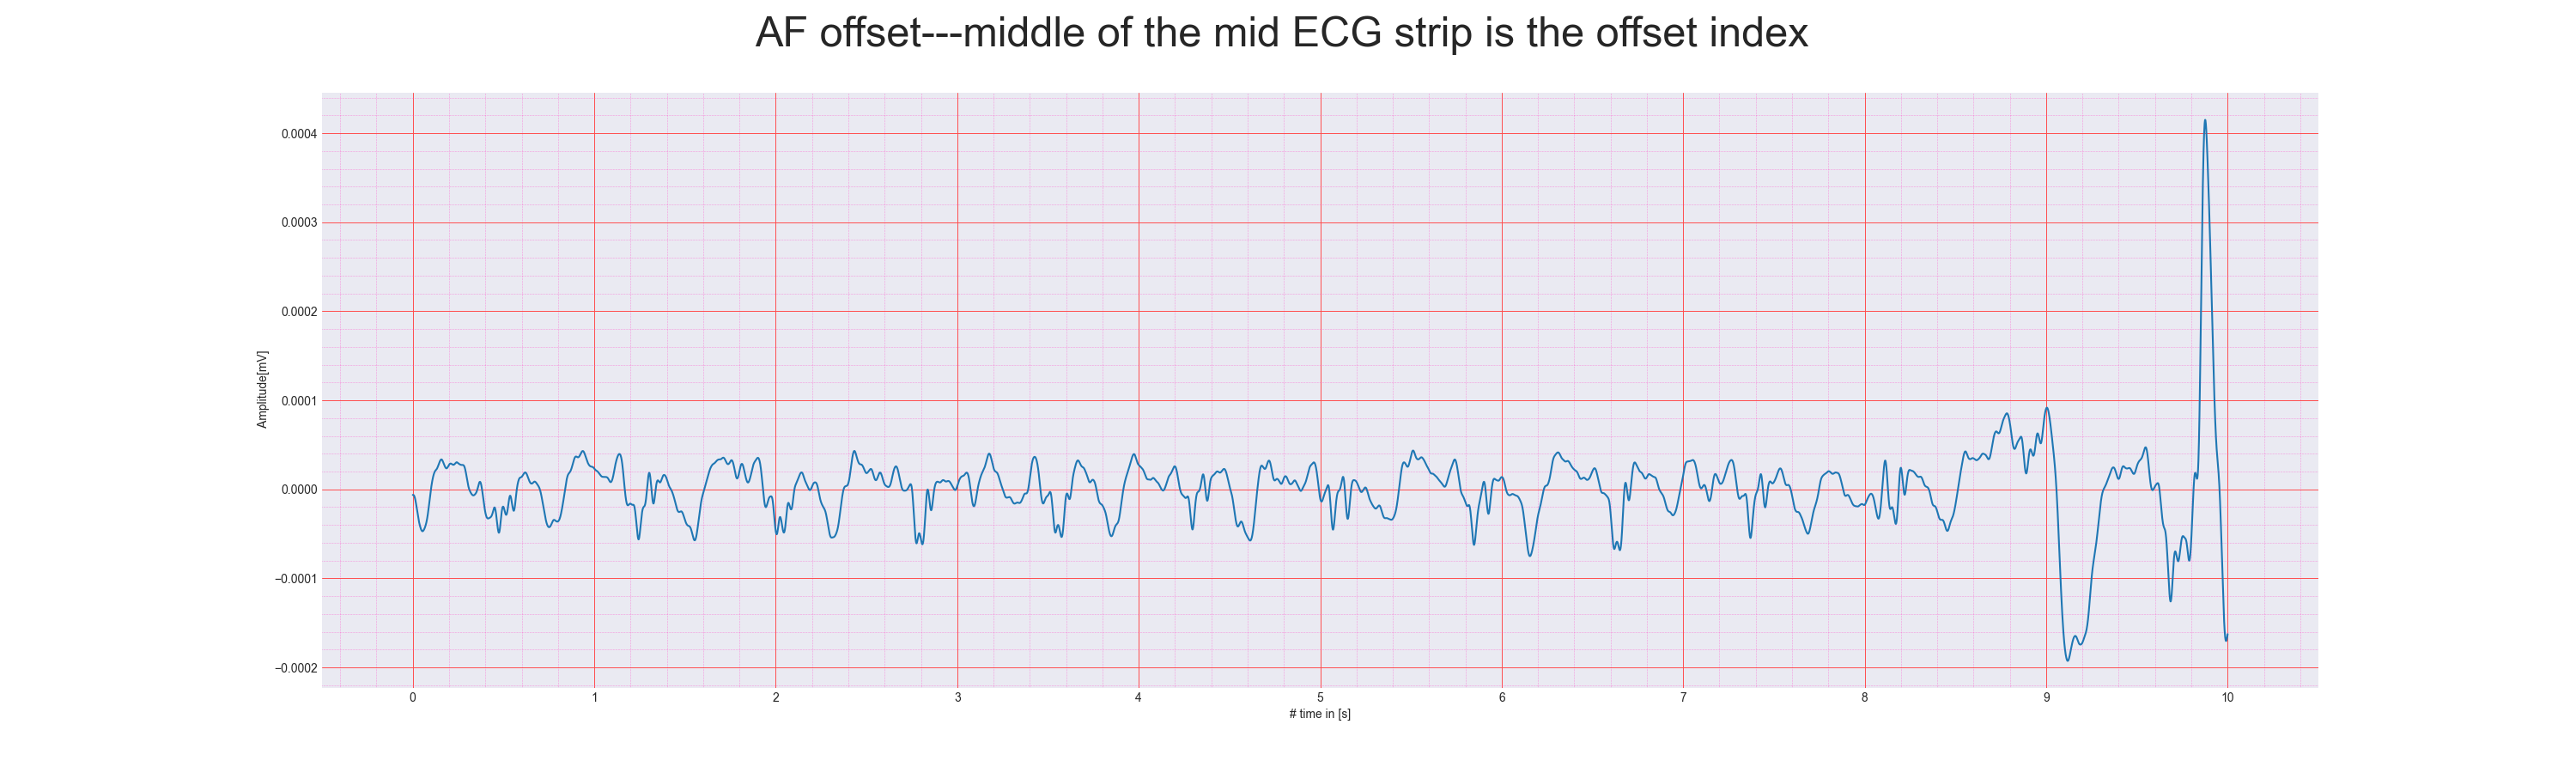 AF offset---middle of the mid ECG strip is the offset index
0.0004
0.0003
0.0002
0.0001
0.0000
−0.0001
−0.0002
Amplitude[mV]
0 1 2 3 4 5 6 7 8 9 10
# time in [s]